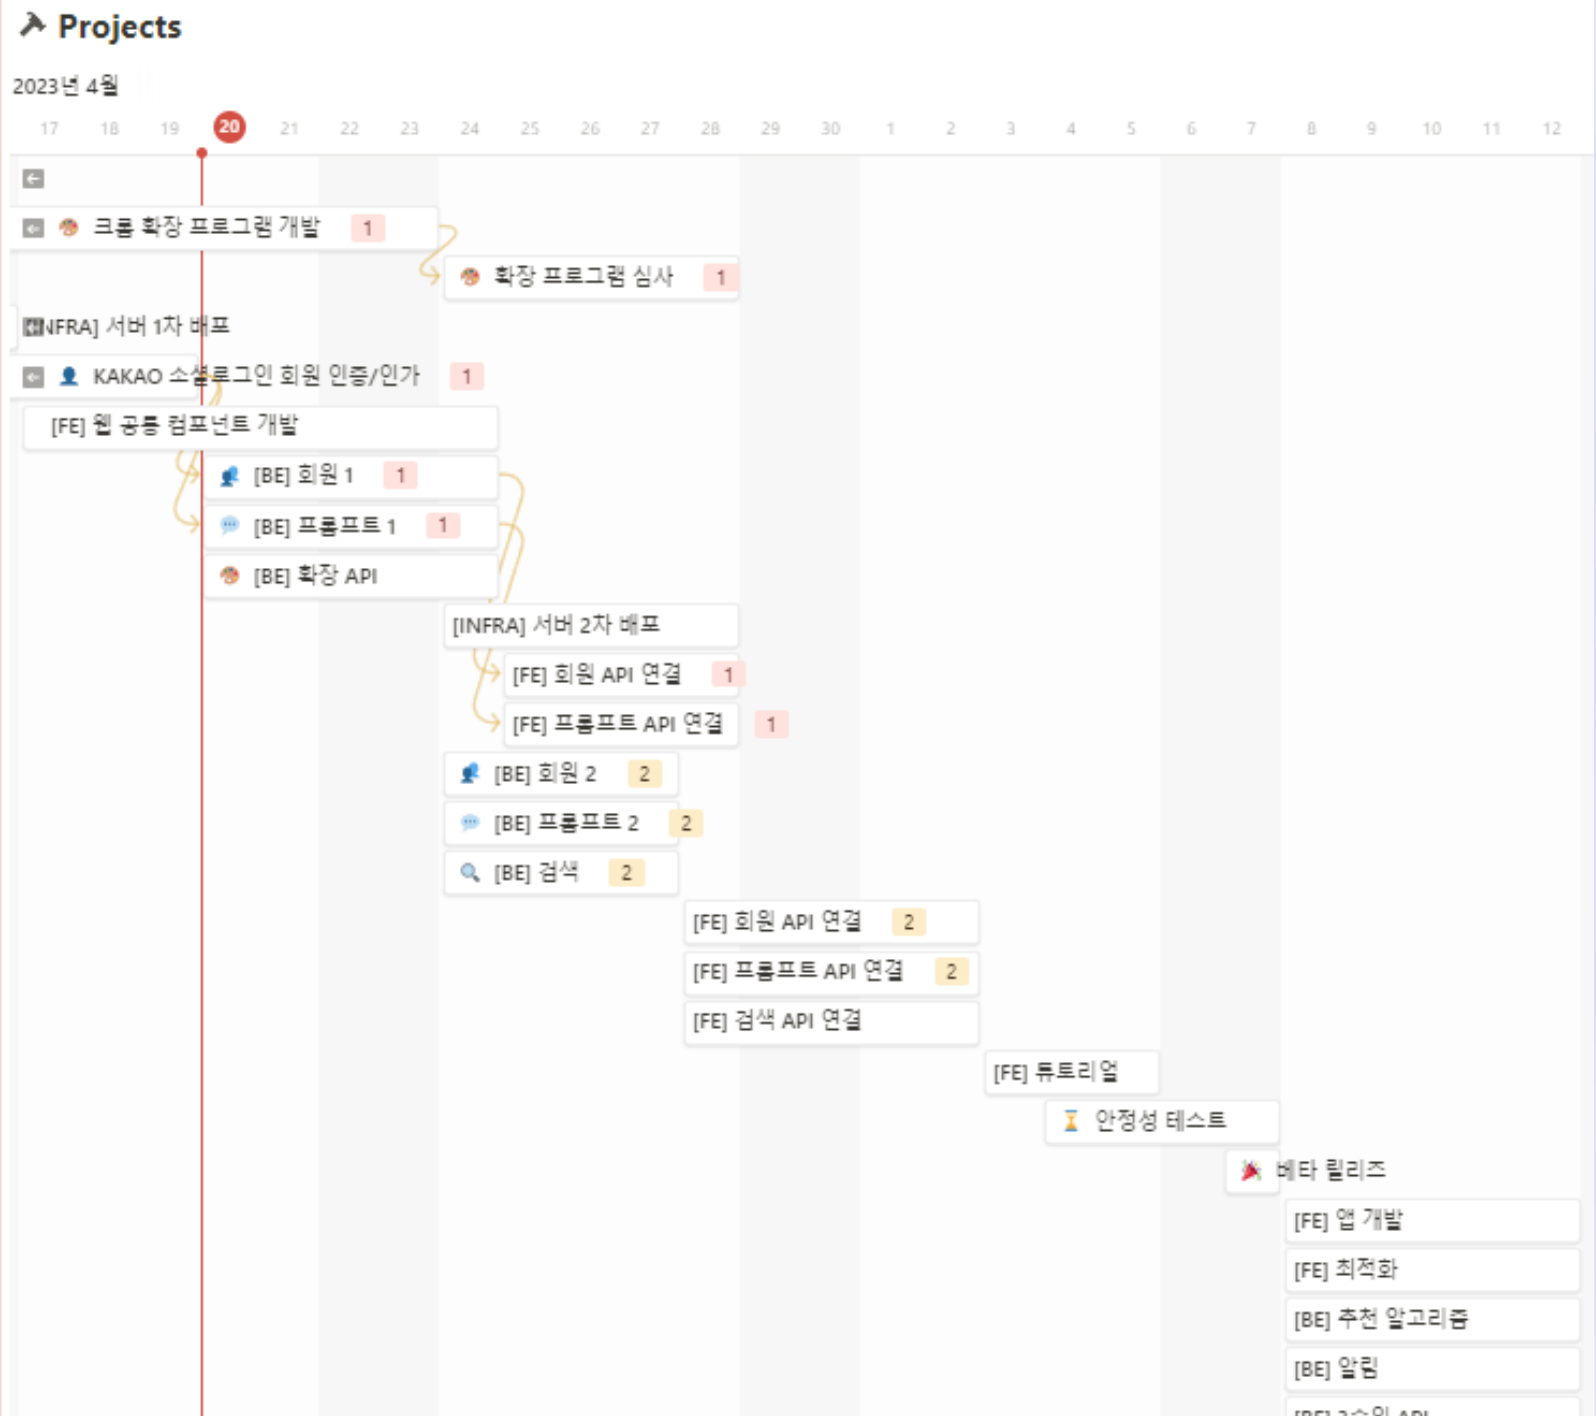 Projects
2023년 4월
17 18 19 20 21 22 23 24 25 26 27 28 29 30 1 2 3 4 5 6 7 8 9 10 11 12
크롬 확장 프로그램 개발 1
확장 프로그램 심사 1
NFRA] 서버 1차 배포
KAKAO 소셜로그인 회원 인증/인가 1
[FE] 웹 공통 컴포넌트 개발
[BE] 회원 1 1
[BE] 프롬프트 1 1
[BE] 확장 API
[INFRA] 서버 2차 배포
[FE] 회원 API 연결 1
[FE] 프롬프트 API 연결 1
[BE] 회원 2 2
[BE] 프롬프트 2 2
[BE] 검색 2
[FE] 회원 API 연결 2
[FE] 프롬프트 API 연결 2
[FE] 검색 API 연결
[FE] 튜토리얼
안정성 테스트
베타 릴리즈
[FE] 앱 개발
[FE] 최적화
[BE] 추천 알고리즘
[BE] 알림